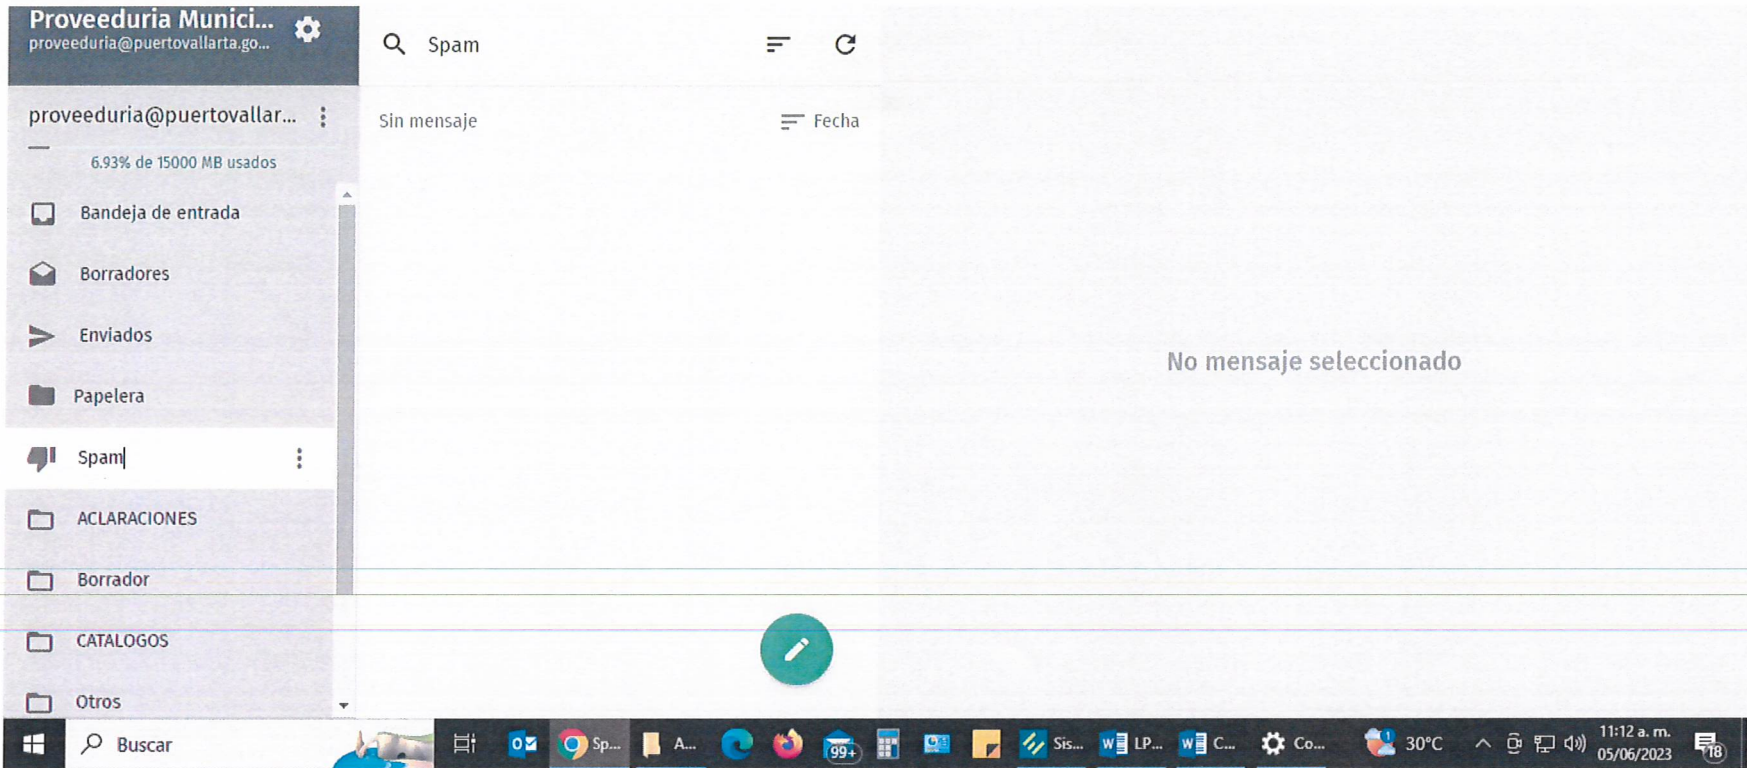 Proveeduria Munici...
proveeduria@puertovallarta.go...
Spam
proveeduria@puertovallar...
Sin mensaje
Fecha
6.93% de 15000 MB usados
Bandeja de entrada
Borradores
Enviados
No mensaje seleccionado
Papelera
Spam
ACLARACIONES
Borrador
CATALOGOS
Otros
Buscar
Sp...
A...
99+
Sis...
LP...
C...
Co...
1
30°C
11:12 a. m.
05/06/2023
18